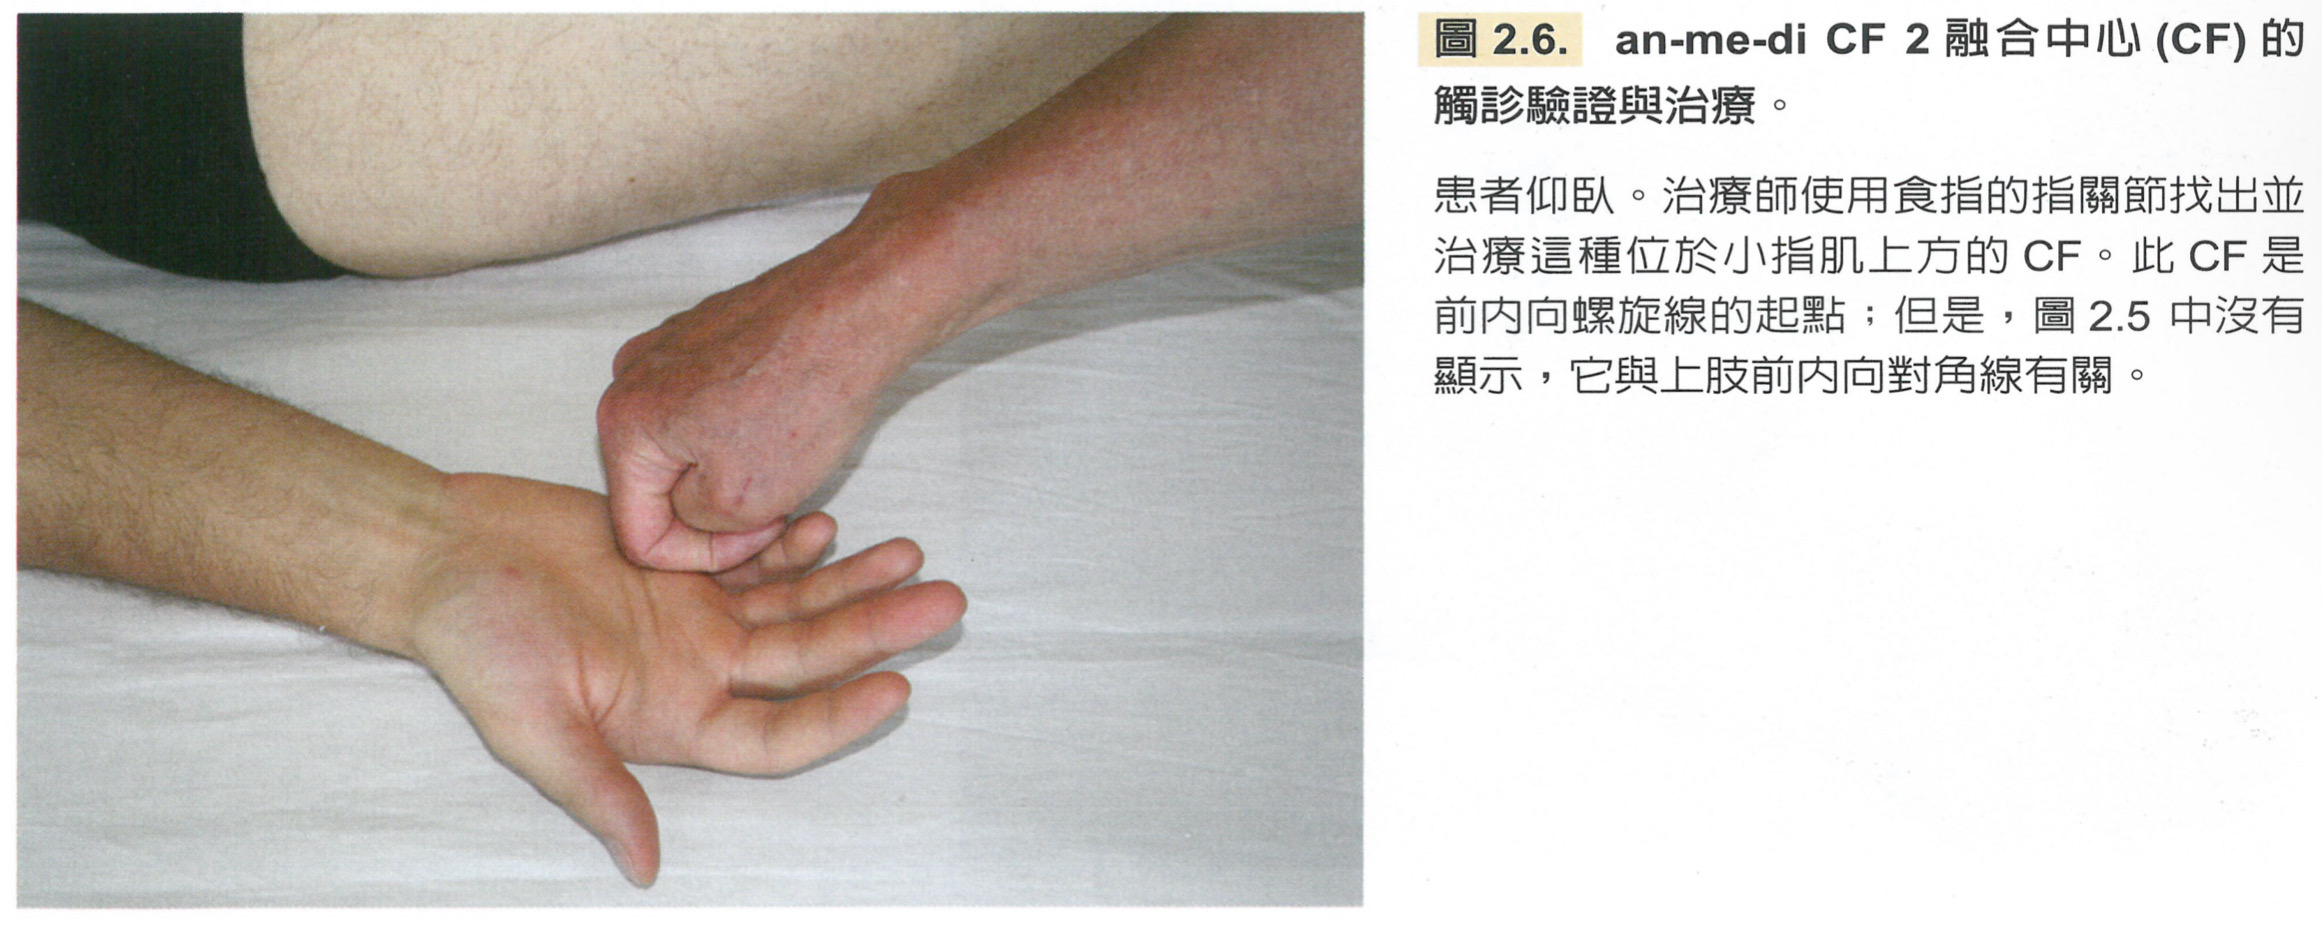 圖 2.6. an-me-di CF 2 融合中心 (CF) 的
觸診驗證與治療。
患者仰臥。治療師使用食指的指關節找出並
治療這種位於小指肌上方的 CF。此 CF 是
前內向螺旋線的起點；但是，圖 2.5 中沒有
顯示，它與上肢前內向對角線有關。